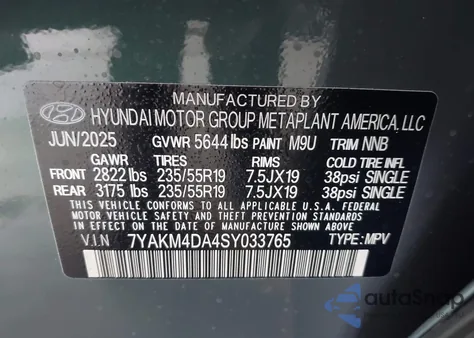 MANUFACTURED BY
HYUNDAI MOTOR GROUP METAPLANT AMERICA, LLC
JUN/2025 GVWR 5644 lbs PAINT M9U TRIM NNB
GAWR TIRES RIMS COLD TIRE INFL
FRONT 2822 lbs 235/55R19 7.5JX19 38psi SINGLE
REAR 3175 lbs 235/55R19 7.5JX19 38psi SINGLE
THIS VEHICLE CONFORMS TO ALL APPLICABLE U.S.A. FEDERAL
MOTOR VEHICLE SAFETY AND THEFT PREVENTION STANDARDS IN
EFFECT ON THE DATE OF MANUFACTURE SHOWN ABOVE.
V.I.N 7YAKM4DA4SY033765 TYPE: MPV
autoSnap